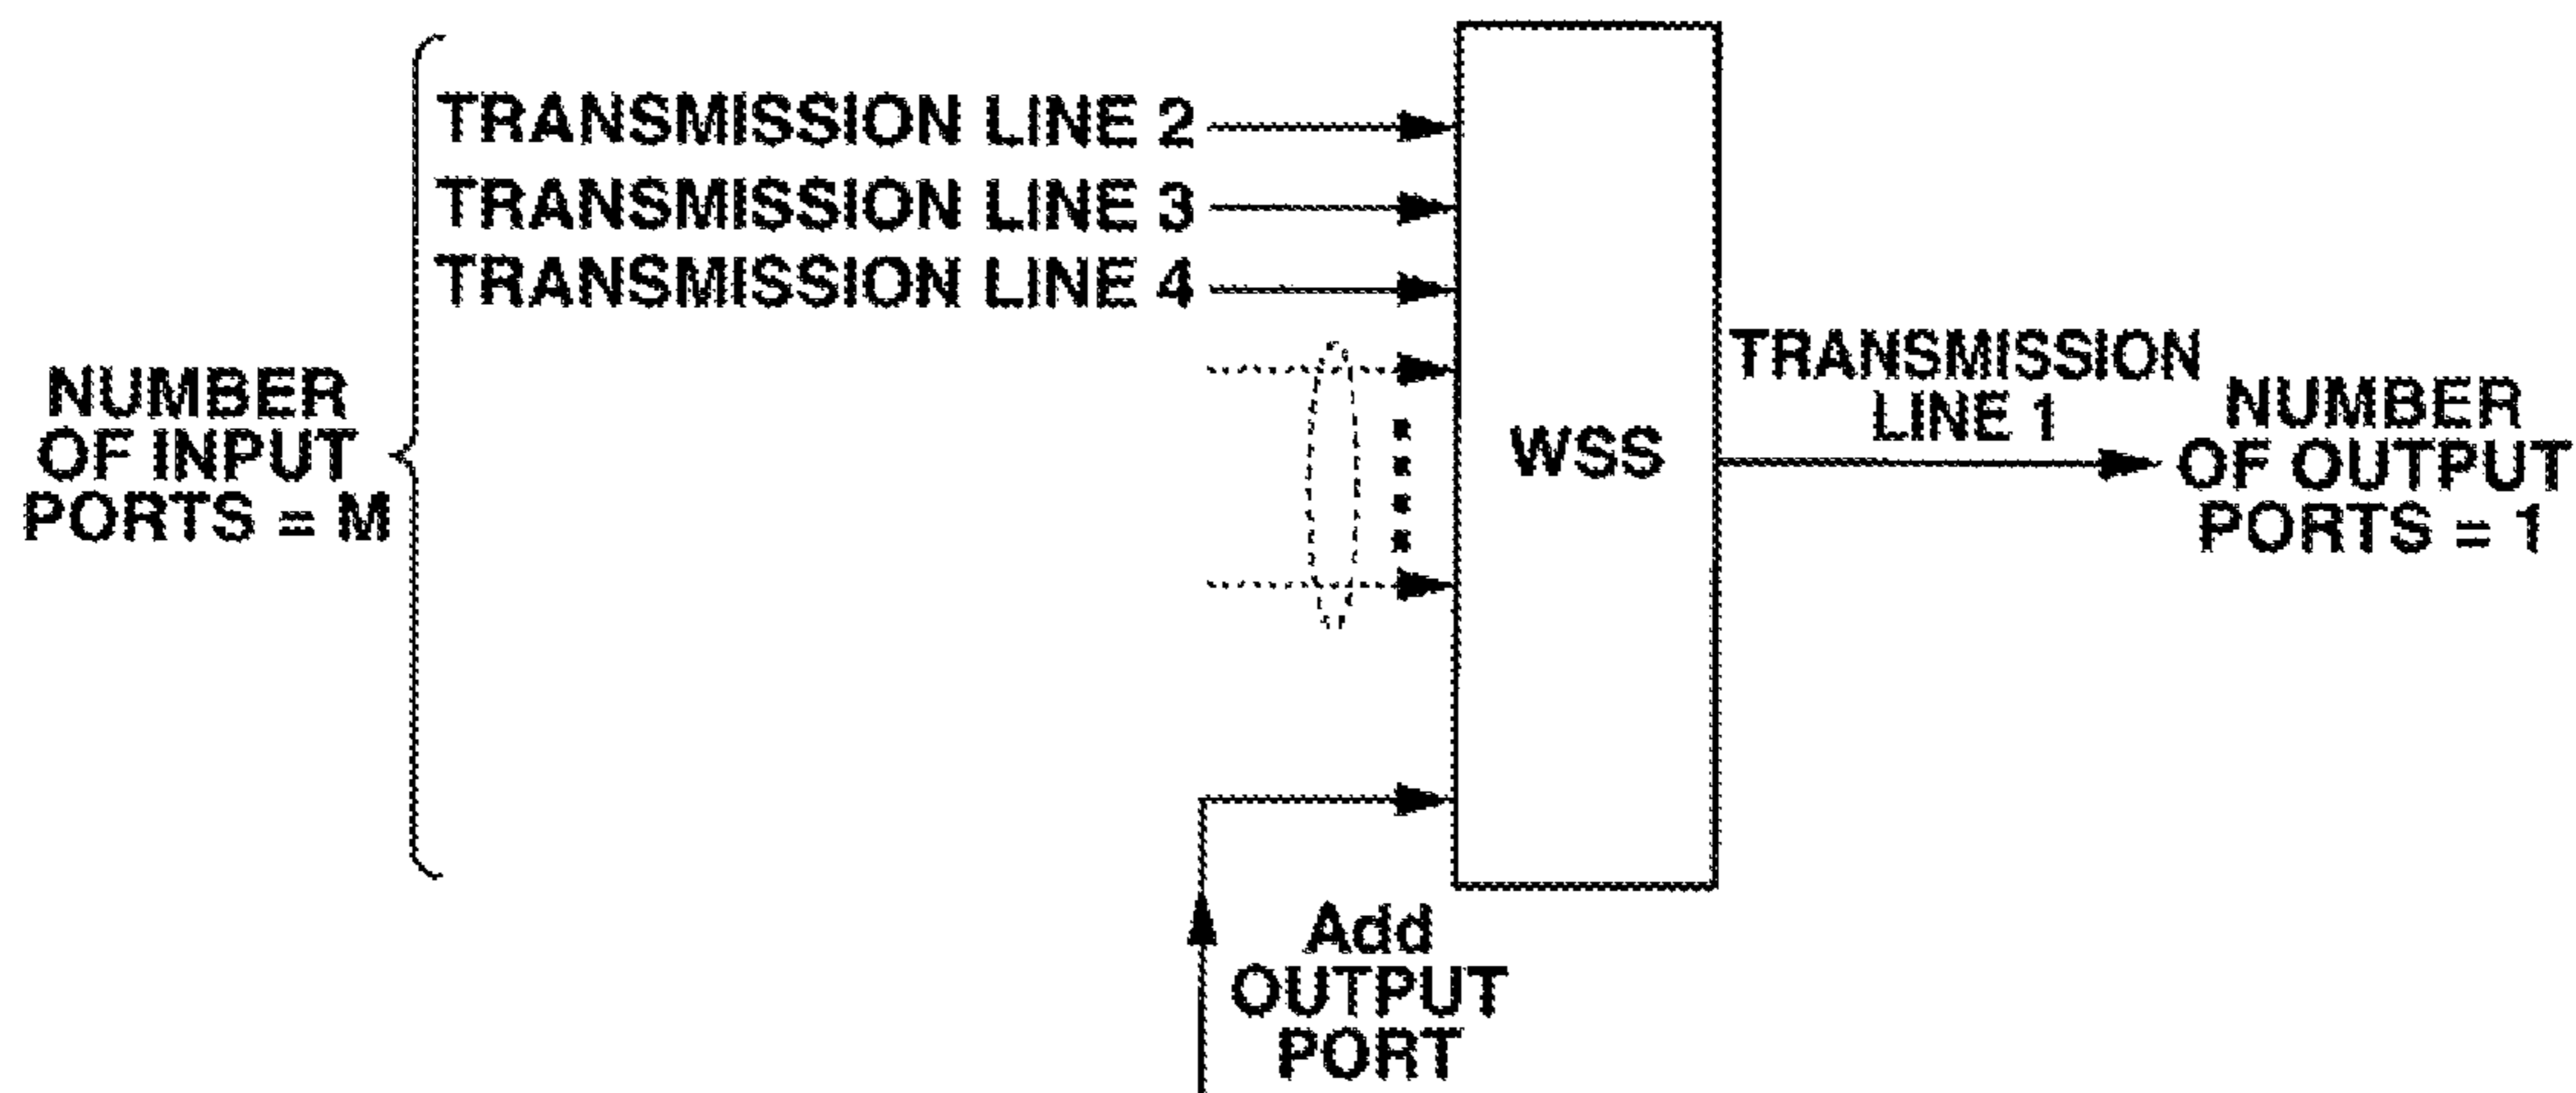 TRANSMISSION LINE 2
TRANSMISSION LINE 3
TRANSMISSION LINE 4
NUMBER
OF INPUT
PORTS = M
WSS
TRANSMISSION
LINE 1
NUMBER
OF OUTPUT
PORTS = 1
Add
OUTPUT
PORT